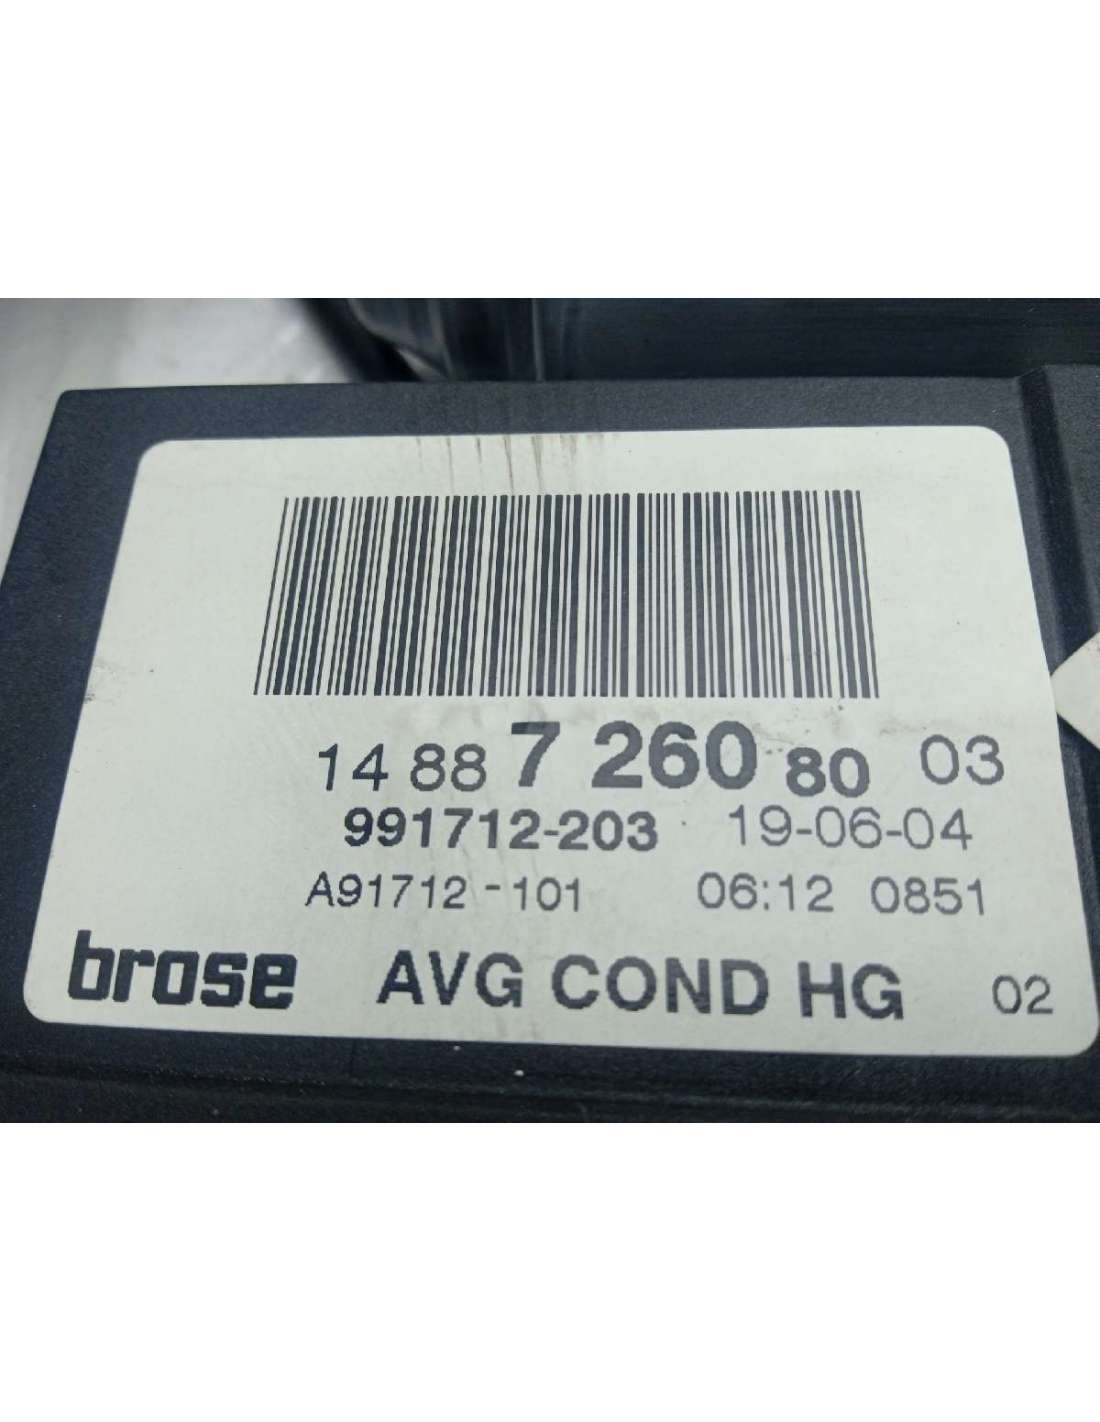 14 88 7 260 80 03
991712-203 19-06-04
A91712-101 06:12 0851
brose AVG COND HG 02